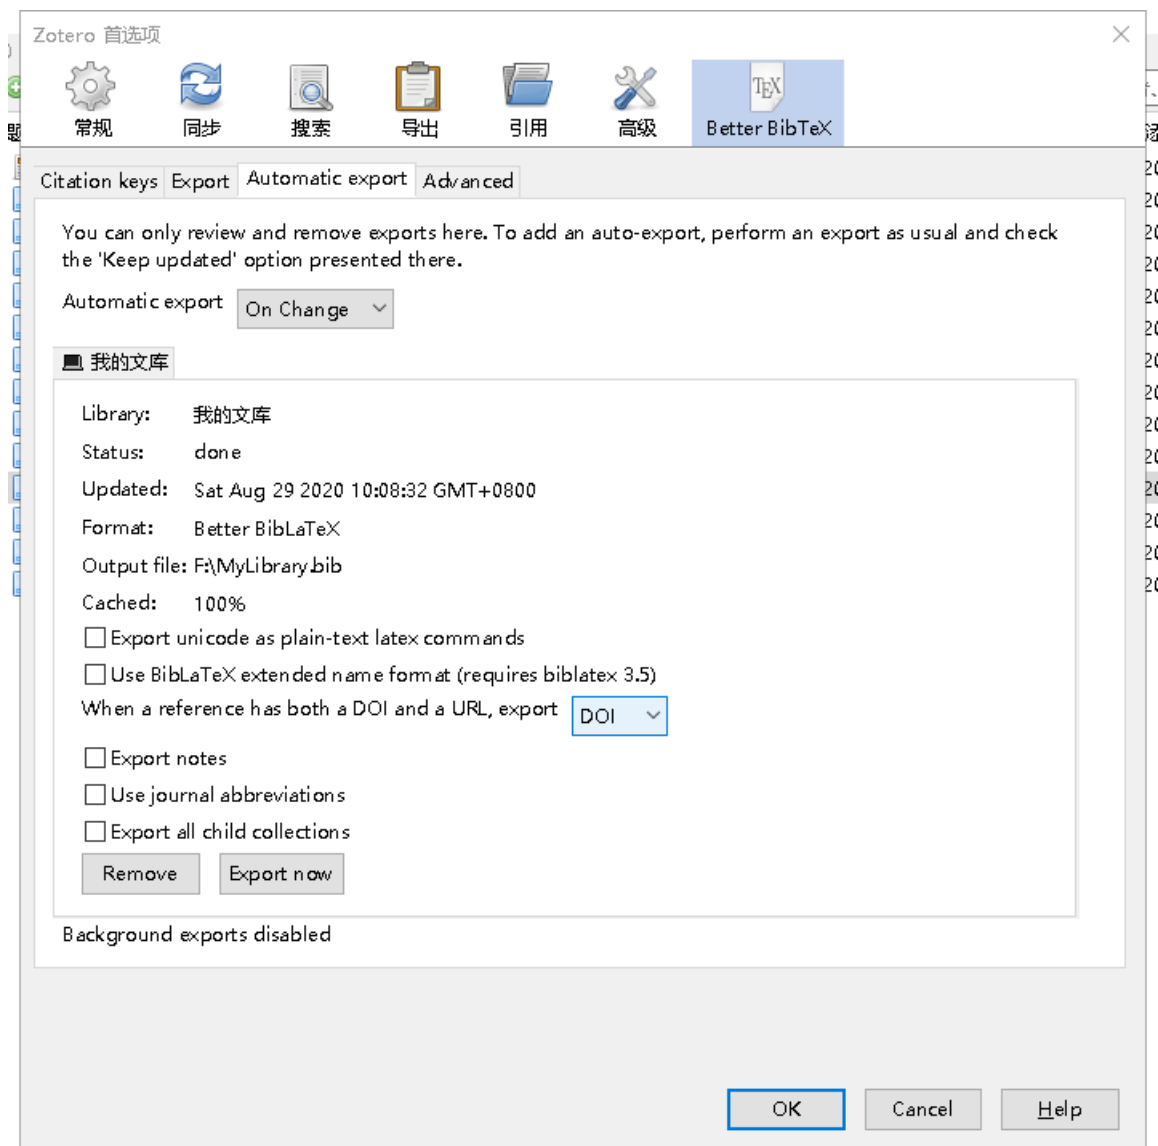 Zotero 首选项
常规 同步 搜索 导出 引用 高级 TEX Better BibTeX
Citation keys Export Automatic export Advanced
You can only review and remove exports here. To add an auto-export, perform an export as usual and check
the 'Keep updated' option presented there.
Automatic export On Change
我的文库
Library: 我的文库
Status: done
Updated: Sat Aug 29 2020 10:08:32 GMT+0800
Format: Better BibLaTeX
Output file: F:\MyLibrary.bib
Cached: 100%
Export unicode as plain-text latex commands
Use BibLaTeX extended name format (requires biblatex 3.5)
When a reference has both a DOI and a URL, export DOI
Export notes
Use journal abbreviations
Export all child collections
Remove Export now
Background exports disabled
OK Cancel Help